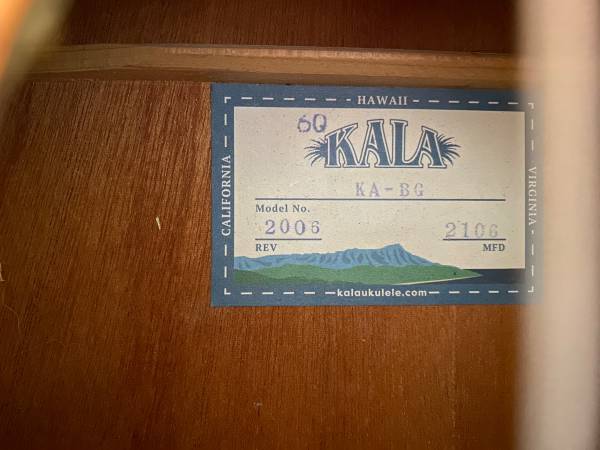 HAWAII
6Q
KALA
KA-BG
Model No.
2006 2106
REV MFD
CALIFORNIA
VIRGINIA
kalaukulele.com